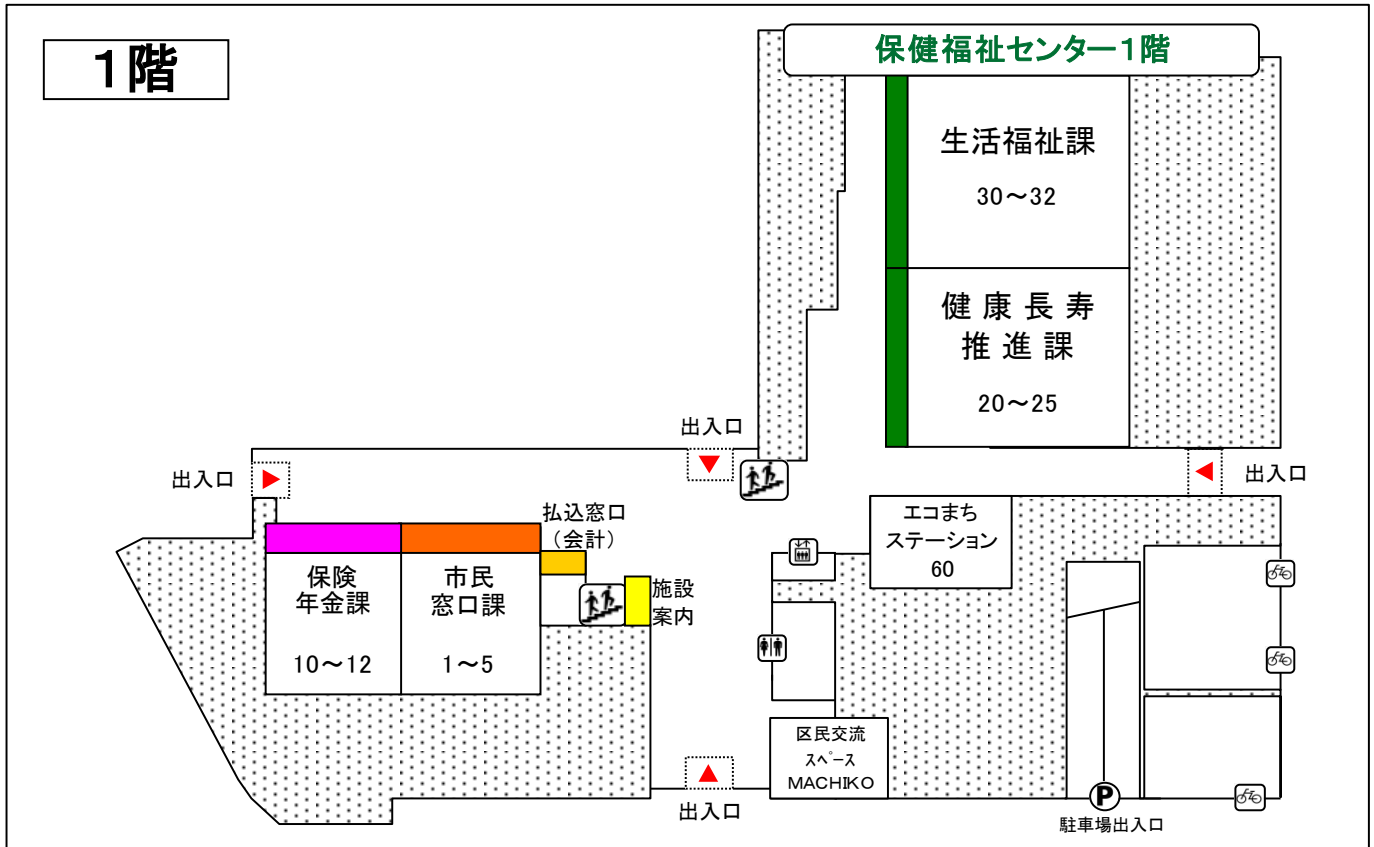 1階
保健福祉センター1階
生活福祉課
30～32
健康長寿
推進課
20～25
出入口
出入口
出入口
払込窓口
（会計）
エコまち
ステーション
60
保険
年金課
10～12
市民
窓口課
1～5
施設
案内
区民交流
スペース
MACHIKO
出入口
P
駐車場出入口